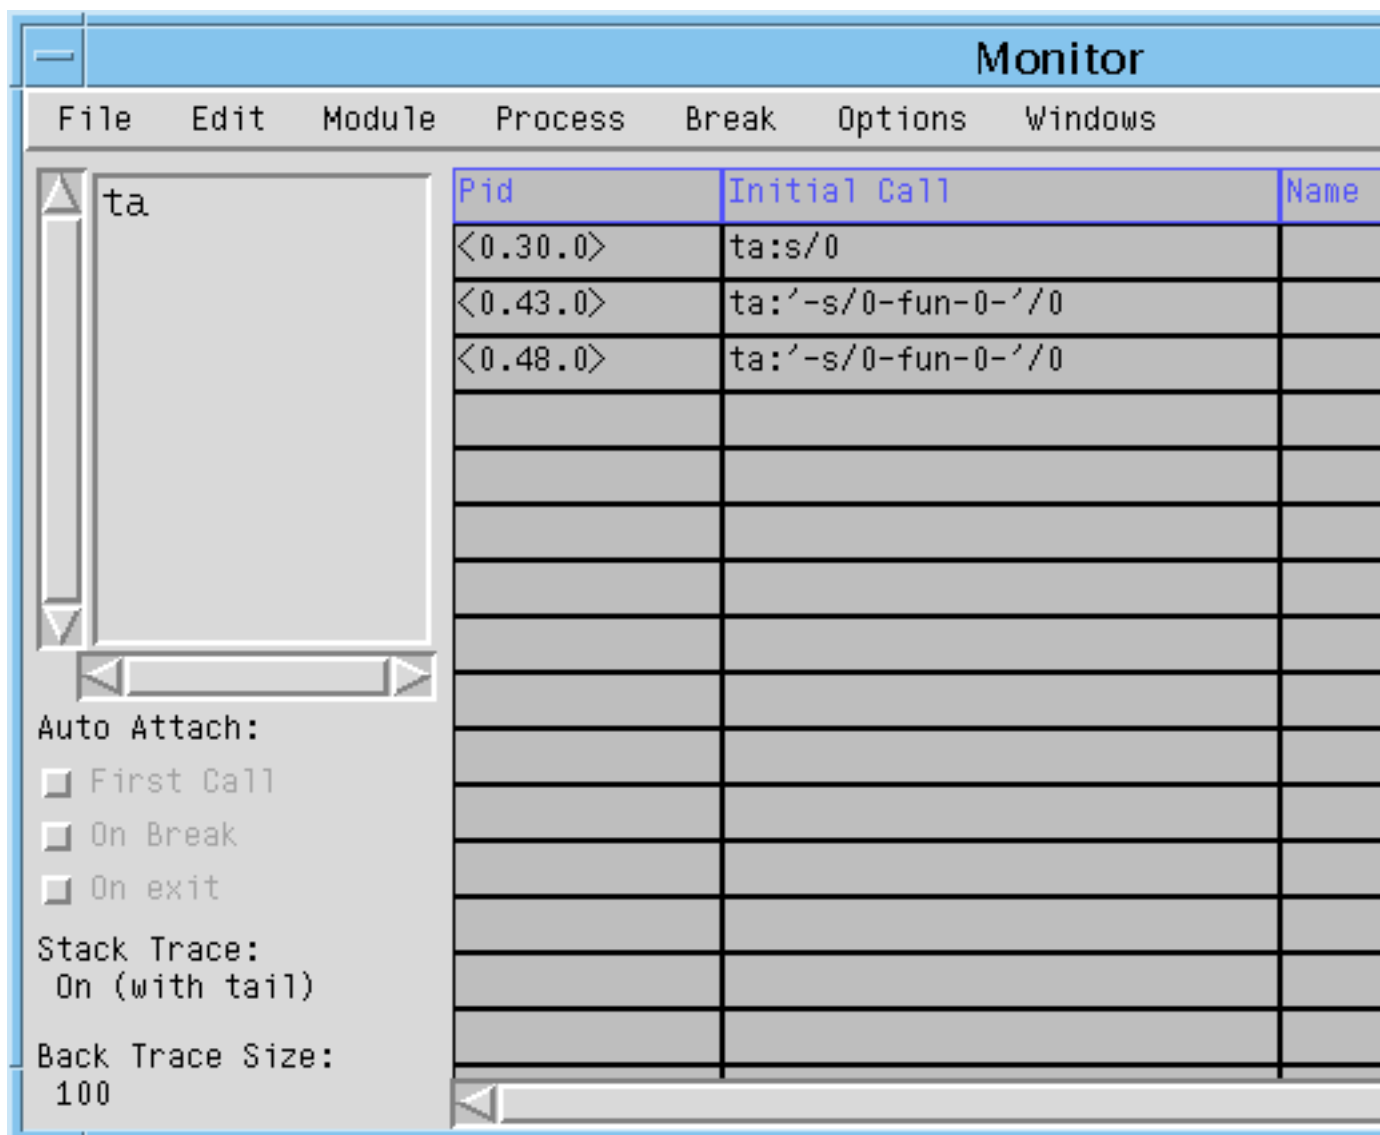 Monitor
File Edit Module Process Break Options Windows
ta
Pid Initial Call Name
<0.30.0> ta:s/0
<0.43.0> ta:'-s/0-fun-0-'/0
<0.48.0> ta:'-s/0-fun-0-'/0
Auto Attach:
First Call
On Break
On exit
Stack Trace:
On (with tail)
Back Trace Size:
100